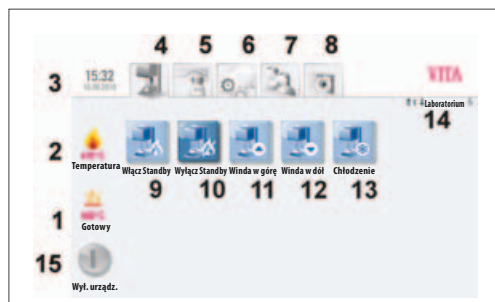 4 5 6 7 8
3 15:32 VITA
Laboratorium
14
2
Temperatura Włącz Standby Wyłącz Standby Winda w górę Winda w dół Chłodzenie
9 10 11 12 13
1
Gotowy
15
Wył. urządz.